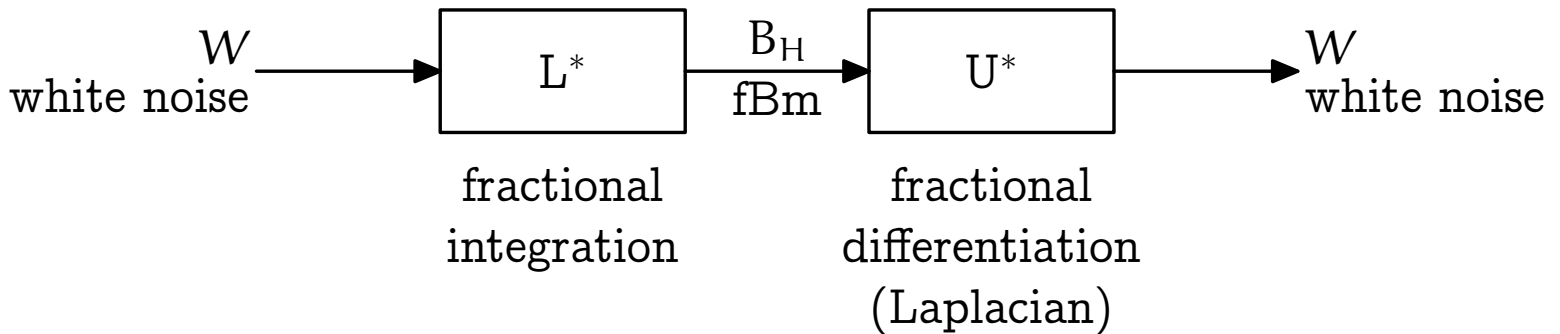 W
white noise
L*
B_H
fBm
U*
W
white noise
fractional
integration
fractional
differentiation
(Laplacian)